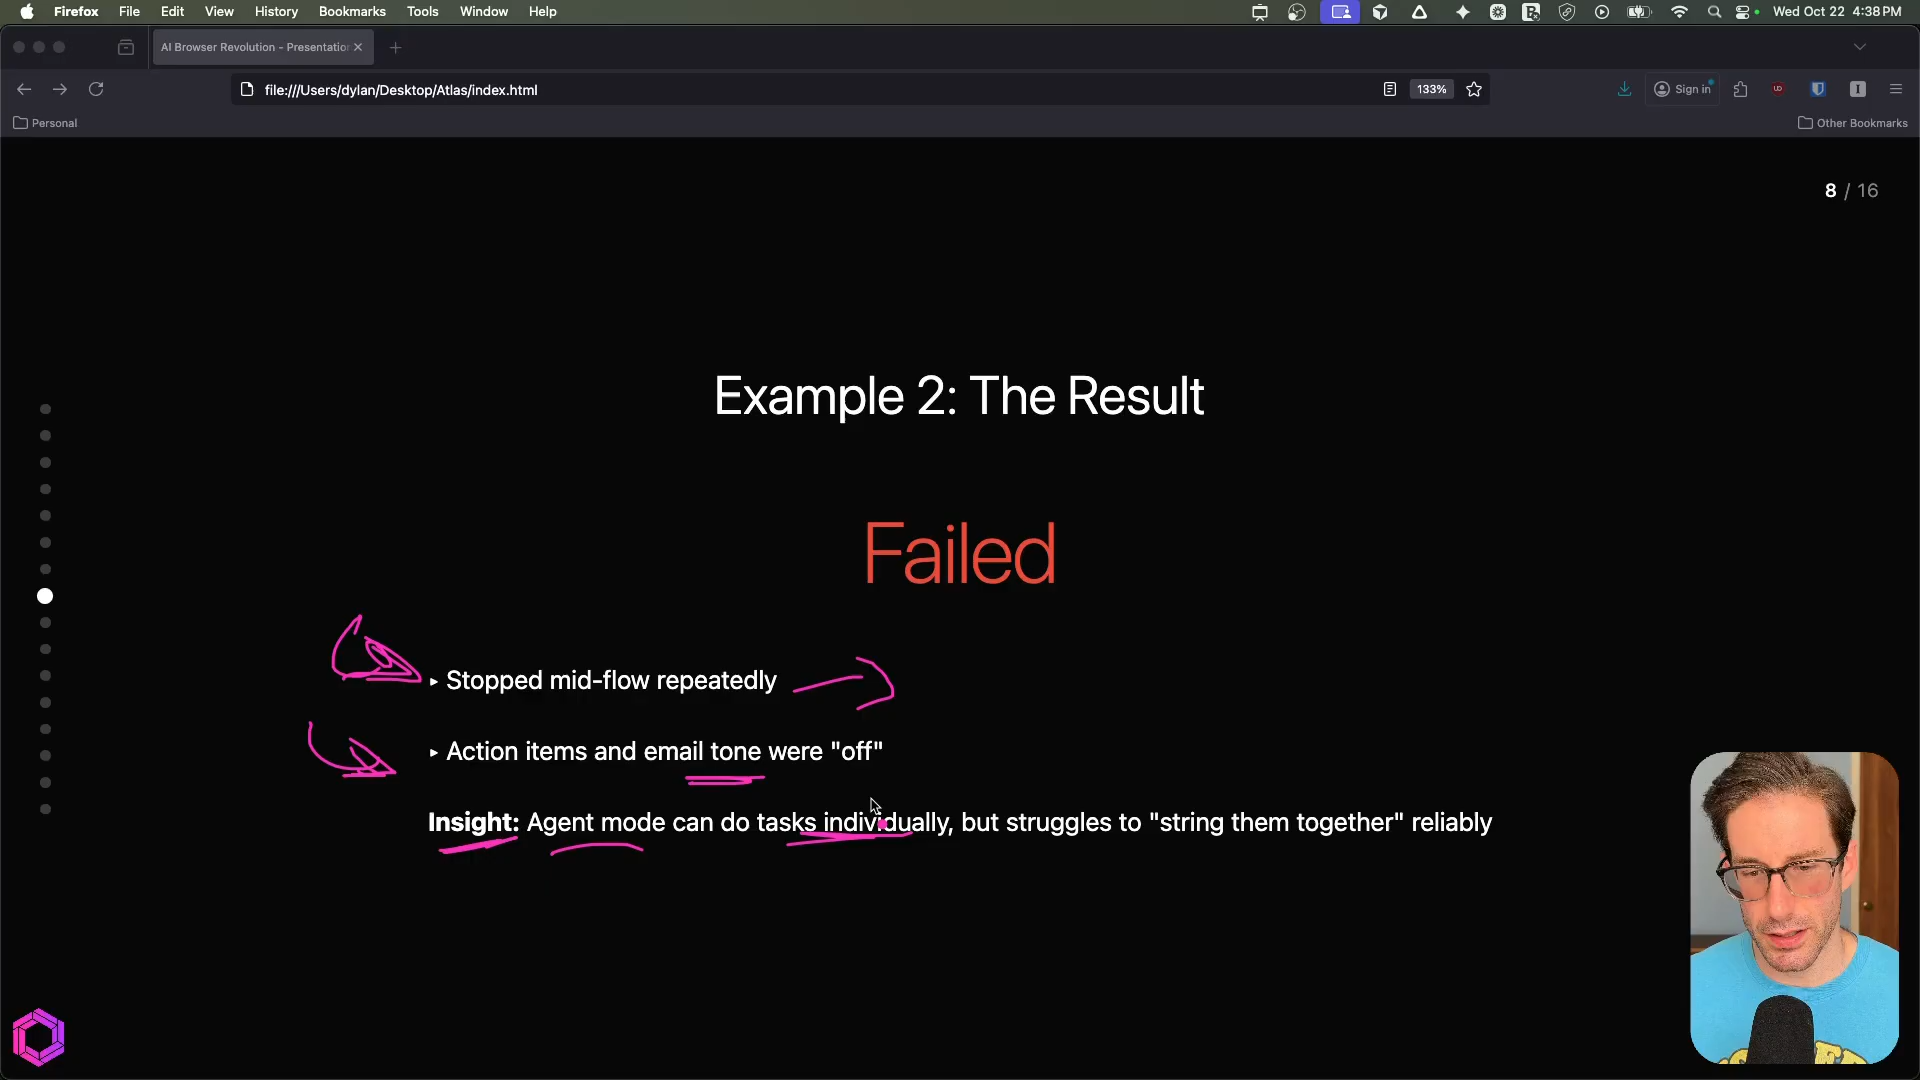 Firefox File Edit View History Bookmarks Tools Window Help Wed Oct 22 4:38 PM
AI Browser Revolution - Presentation
file:///Users/dylan/Desktop/Atlas/index.html 133% Sign in
Personal Other Bookmarks
8 / 16
Example 2: The Result
Failed
▸ Stopped mid-flow repeatedly
▸ Action items and email tone were "off"
Insight: Agent mode can do tasks individually, but struggles to "string them together" reliably